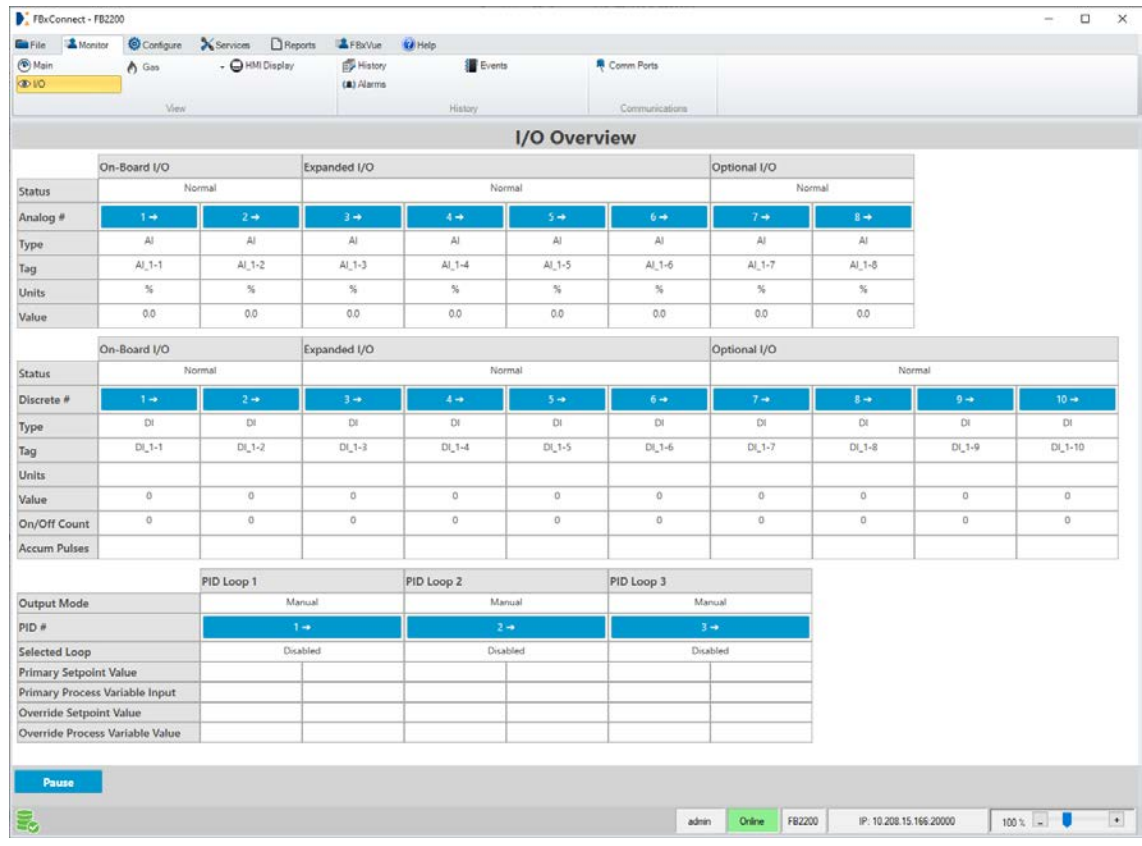 FBxConnect - FB2200
File Monitor Configure Services Reports FBxVue Help
Main Gas HMI Display History Events Comm Ports
I/O Alarms
View History Communications
I/O Overview
On-Board I/O Expanded I/O Optional I/O
Status Normal Normal Normal
Analog # 1 → 2 → 3 → 4 → 5 → 6 → 7 → 8 →
Type AI AI AI AI AI AI AI AI
Tag AI_1-1 AI_1-2 AI_1-3 AI_1-4 AI_1-5 AI_1-6 AI_1-7 AI_1-8
Units % % % % % % % %
Value 0.0 0.0 0.0 0.0 0.0 0.0 0.0 0.0
On-Board I/O Expanded I/O Optional I/O
Status Normal Normal Normal
Discrete # 1 → 2 → 3 → 4 → 5 → 6 → 7 → 8 → 9 → 10 →
Type DI DI DI DI DI DI DI DI DI DI
Tag DI_1-1 DI_1-2 DI_1-3 DI_1-4 DI_1-5 DI_1-6 DI_1-7 DI_1-8 DI_1-9 DI_1-10
Units
Value 0 0 0 0 0 0 0 0 0 0
On/Off Count 0 0 0 0 0 0 0 0 0 0
Accum Pulses
PID Loop 1 PID Loop 2 PID Loop 3
Output Mode Manual Manual Manual
PID # 1 → 2 → 3 →
Selected Loop Disabled Disabled Disabled
Primary Setpoint Value
Primary Process Variable Input
Override Setpoint Value
Override Process Variable Value
Pause
admin Online FB2200 IP: 10.208.15.166:20000 100 % - +